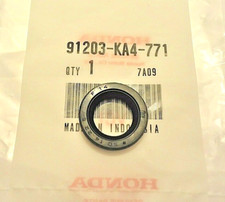 HONDA
91203-KA4-771
QTY 1 7A09
MADE IN INDONESIA
HONDA